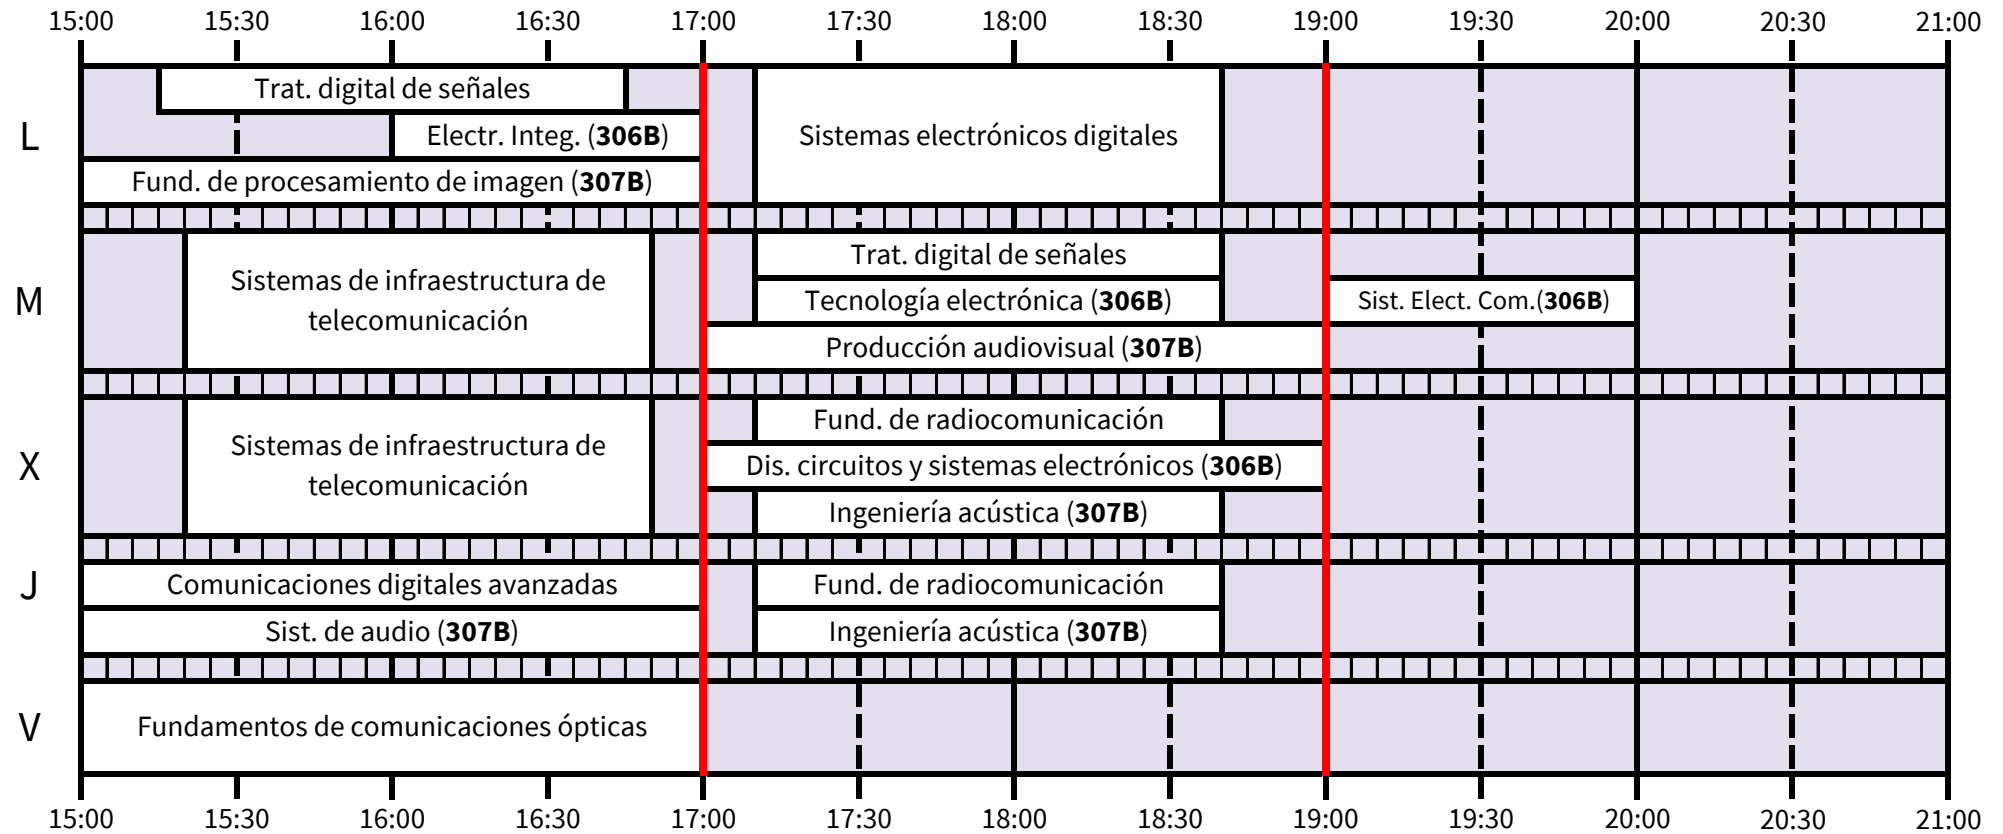 15:00 15:30 16:00 16:30 17:00 17:30 18:00 18:30 19:00 19:30 20:00 20:30 21:00
L
Trat. digital de señales
Electr. Integ. (306B)
Fund. de procesamiento de imagen (307B)
Sistemas electrónicos digitales
M
Sistemas de infraestructura de
telecomunicación
Trat. digital de señales
Tecnología electrónica (306B)
Producción audiovisual (307B)
Sist. Elect. Com.(306B)
X
Sistemas de infraestructura de
telecomunicación
Fund. de radiocomunicación
Dis. circuitos y sistemas electrónicos (306B)
Ingeniería acústica (307B)
J
Comunicaciones digitales avanzadas
Sist. de audio (307B)
Fund. de radiocomunicación
Ingeniería acústica (307B)
V
Fundamentos de comunicaciones ópticas
15:00 15:30 16:00 16:30 17:00 17:30 18:00 18:30 19:00 19:30 20:00 20:30 21:00